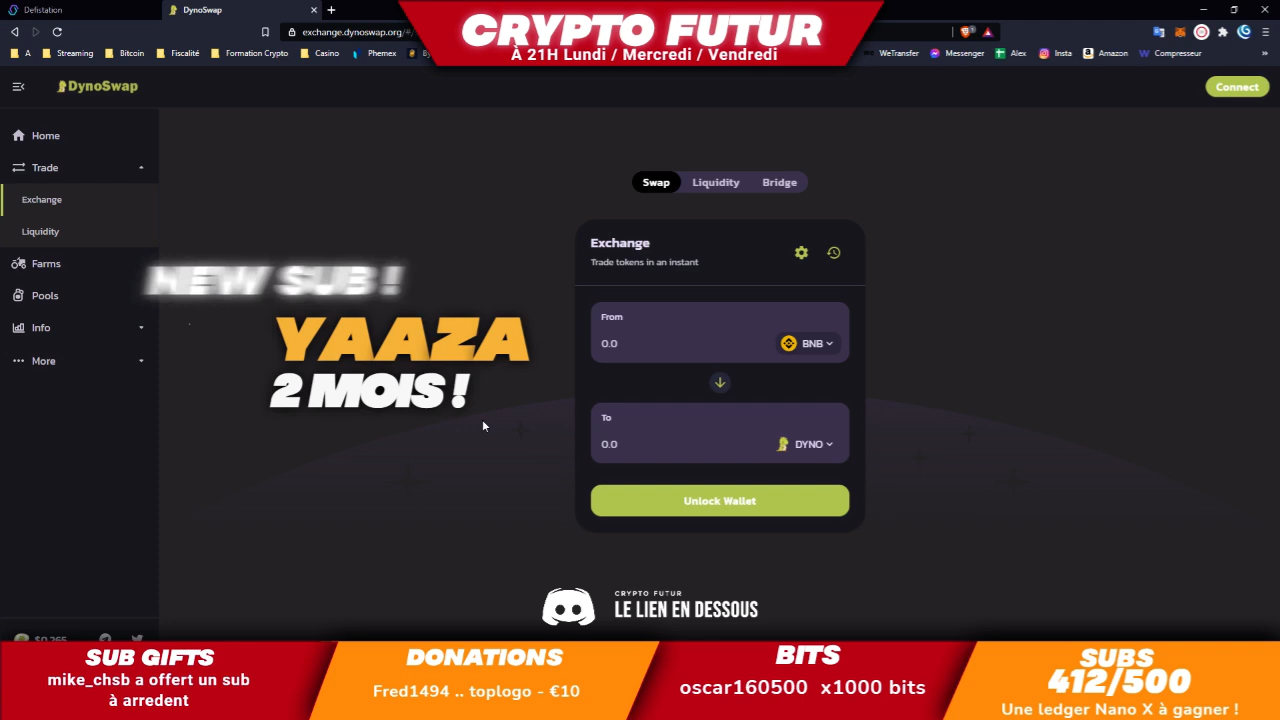 Defistation
DynoSwap
CRYPTO FUTUR
À 21H Lundi / Mercredi / Vendredi
exchange.dynoswap.org/#/
A
Streaming
Bitcoin
Fiscalité
Formation Crypto
Casino
Phemex
WeTransfer
Messenger
Alex
Insta
Amazon
Compresseur
DynoSwap
Connect
Home
Trade
Exchange
Liquidity
Farms
Pools
Info
More
Swap
Liquidity
Bridge
Exchange
Trade tokens in an instant
From
0.0
BNB
To
0.0
DYNO
Unlock Wallet
NEW SUB !
YAAZA
2 MOIS !
CRYPTO FUTUR
LE LIEN EN DESSOUS
$0.265
SUB GIFTS
mike_chsb a offert un sub
à arredent
DONATIONS
Fred1494 .. toplogo - €10
BITS
oscar160500 x1000 bits
SUBS
412/500
Une ledger Nano X à gagner !